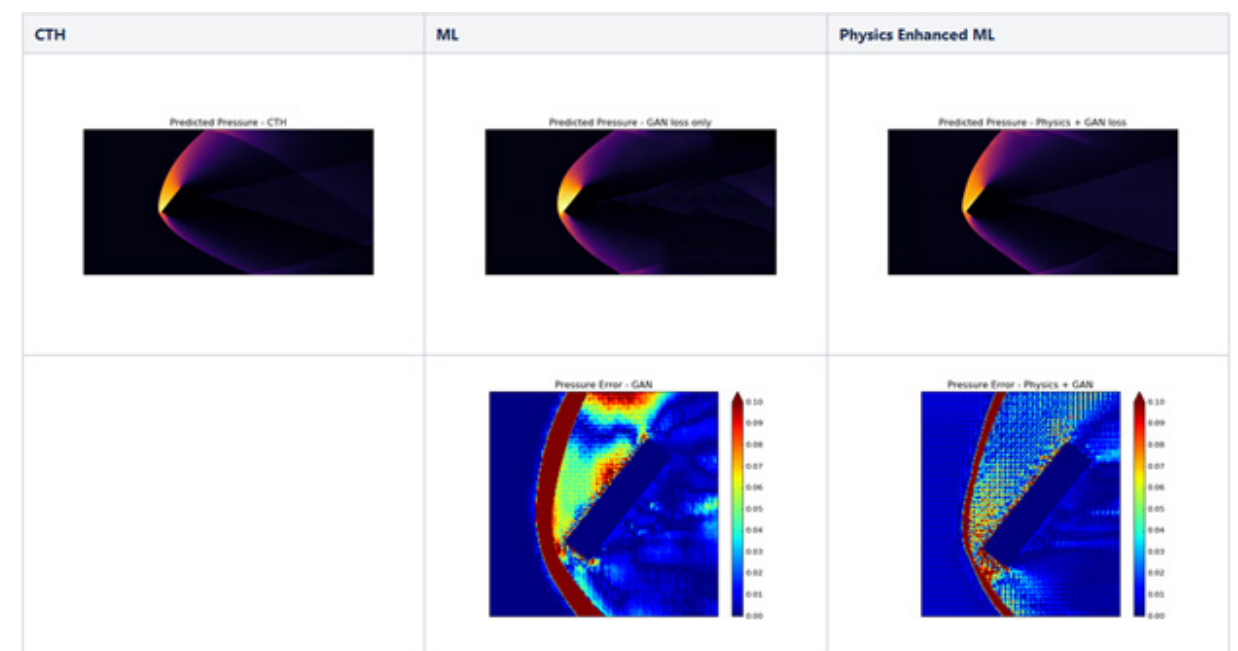 CTH
ML
Physics Enhanced ML
Predicted Pressure - CTH
Predicted Pressure - GAN loss only
Predicted Pressure - Physics + GAN loss
Pressure Error - GAN
0.10
0.09
0.08
0.07
0.06
0.05
0.04
0.03
0.02
0.01
0.00
Pressure Error - Physics + GAN
0.10
0.09
0.08
0.07
0.06
0.05
0.04
0.03
0.02
0.01
0.00